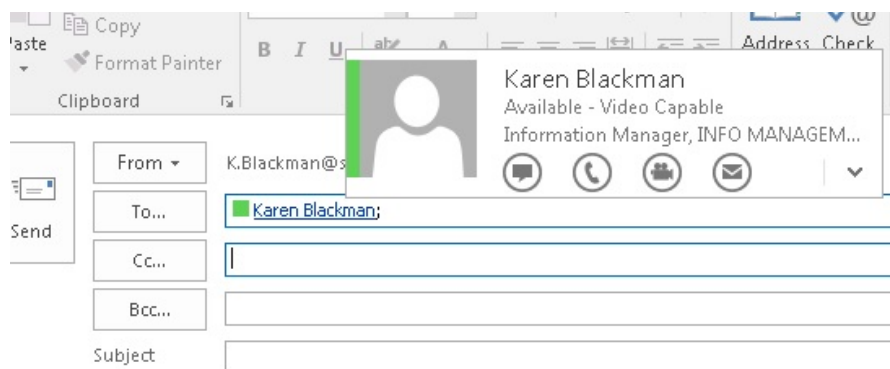 Copy
Format Painter
Clipboard
B I U
Address Check
Karen Blackman
Available - Video Capable
Information Manager, INFO MANAGEM...
From
K.Blackman@s
To...
Karen Blackman;
Send
Cc...
Bcc...
Subject